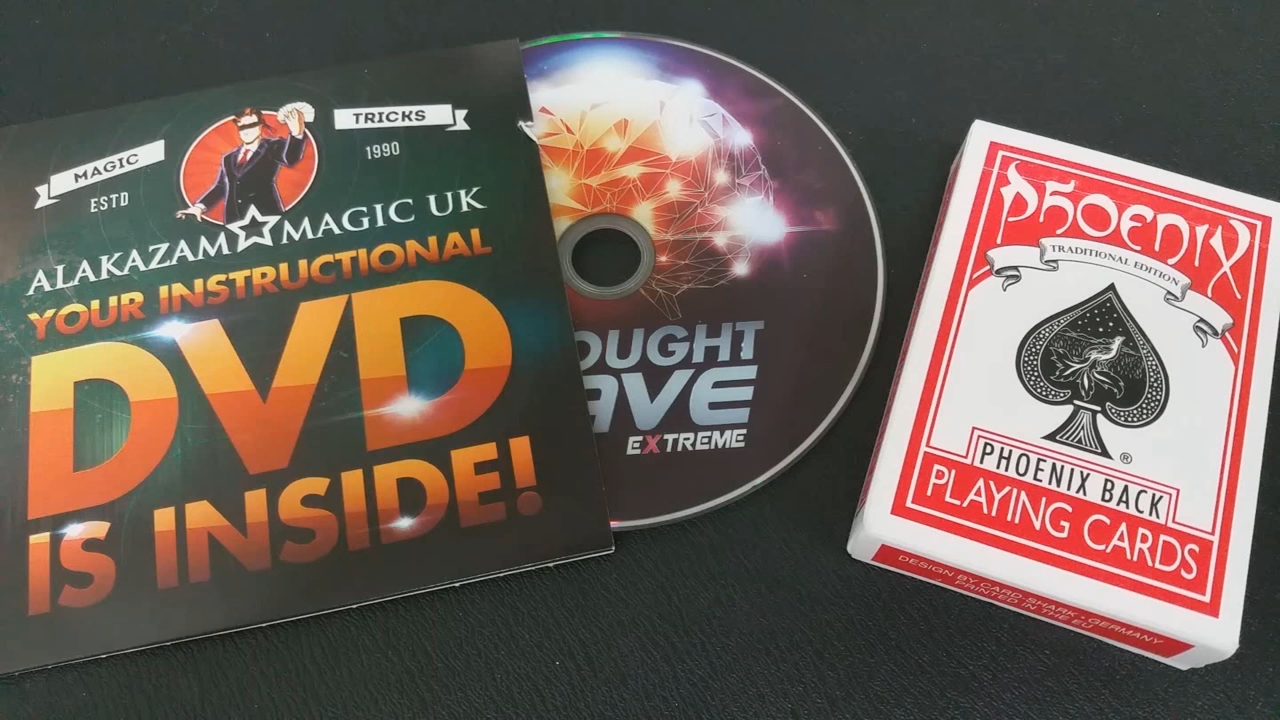 MAGIC
TRICKS
ESTD
1990
ALAKAZAM MAGIC UK
YOUR INSTRUCTIONAL
DVD
IS INSIDE!
OUGHT
AVE
EXTREME
PHOENIX
TRADITIONAL EDITION
®
PHOENIX BACK
PLAYING CARDS
DESIGN BY CARD-SHARK • GERMANY
PRINTED IN THE EU